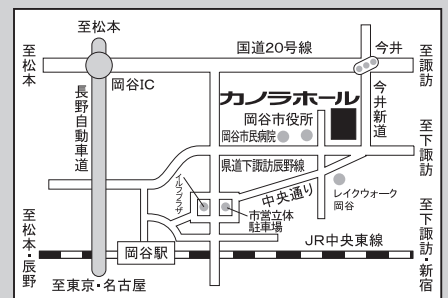 至松本
国道20号線
今井
至松本
至諏訪
岡谷IC
カノラホール
長野自動車道
岡谷市役所
岡谷市民病院
今井新道
至下諏訪
県道下諏訪辰野線
イルフプラザ
中央通り
レイクウォーク
岡谷
市営立体
駐車場
至松本・辰野
岡谷駅
JR中央東線
至下諏訪・新宿
至東京・名古屋